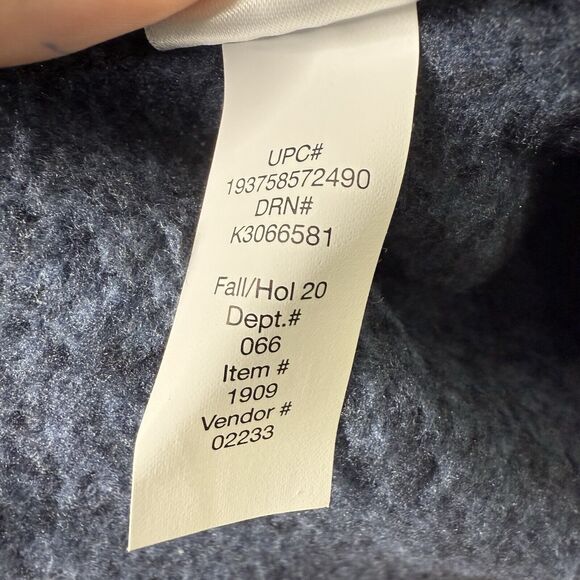 UPC#
193758572490
DRN#
K3066581
Fall/Hol 20
Dept.#
066
Item #
1909
Vendor #
02233